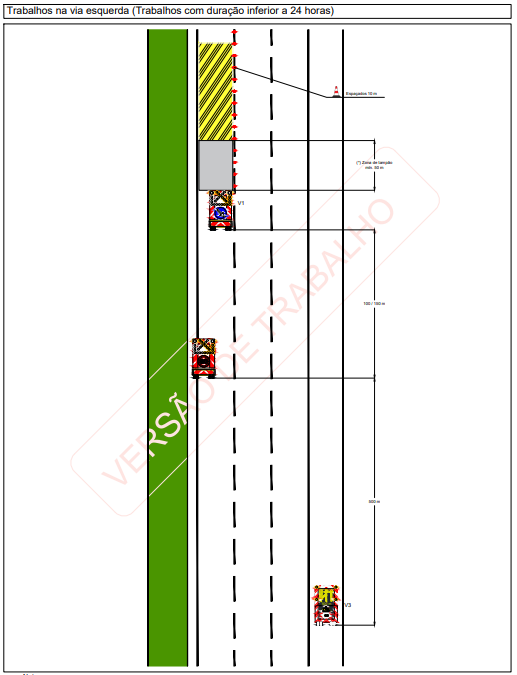 Trabalhos na via esquerda (Trabalhos com duração inferior a 24 horas)
Espaçados 10 m
(*) Zona de tampão
mín. 50 m
V1
100 / 150 m
VERSÃO DE TRABALHO
500 m
V3